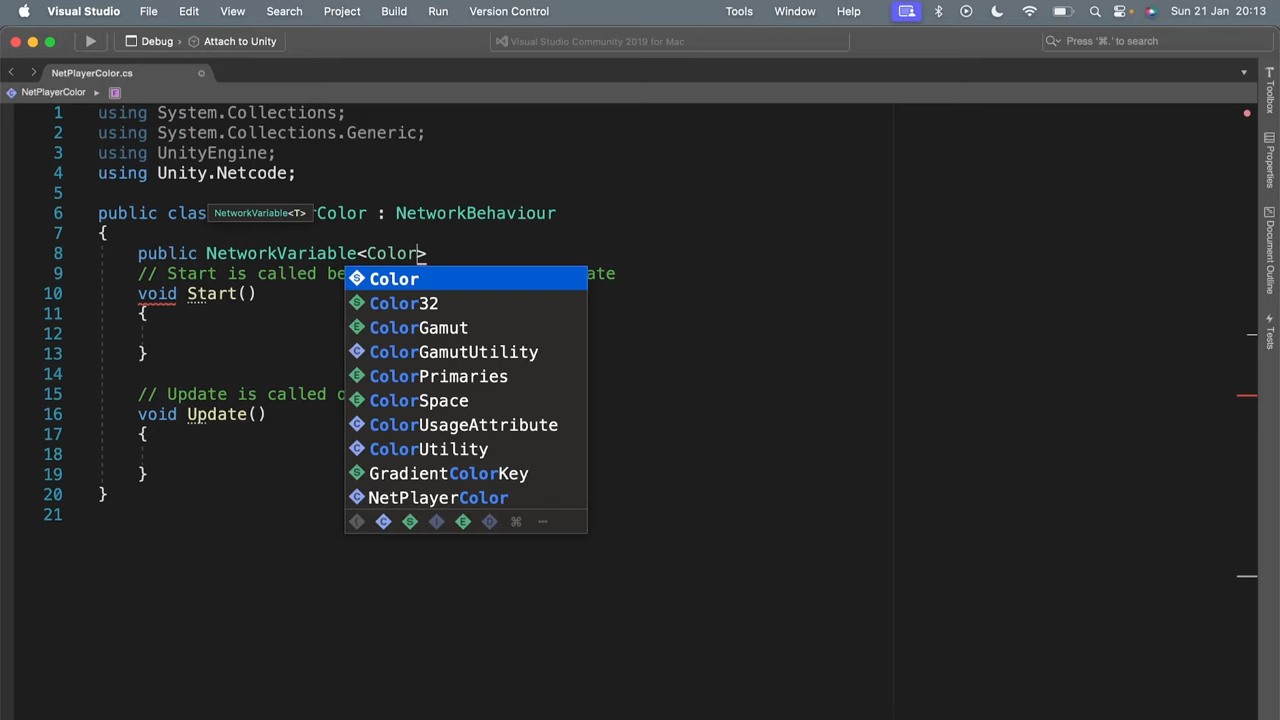 Visual Studio File Edit View Search Project Build Run Version Control Tools Window Help Sun 21 Jan 20:13
Debug › Attach to Unity Visual Studio Community 2019 for Mac Press '⌘.' to search
NetPlayerColor.cs
NetPlayerColor
1 using System.Collections;
2 using System.Collections.Generic;
3 using UnityEngine;
4 using Unity.Netcode;
5
6 public clas NetworkVariable<T> rColor : NetworkBehaviour
7 {
8 public NetworkVariable<Color>
9 // Start is called be ate
10 void Start()
11 {
12
13 }
14
15 // Update is called o
16 void Update()
17 {
18
19 }
20 }
21
Color
Color32
ColorGamut
ColorGamutUtility
ColorPrimaries
ColorSpace
ColorUsageAttribute
ColorUtility
GradientColorKey
NetPlayerColor
Toolbox
Properties
Document Outline
Tests